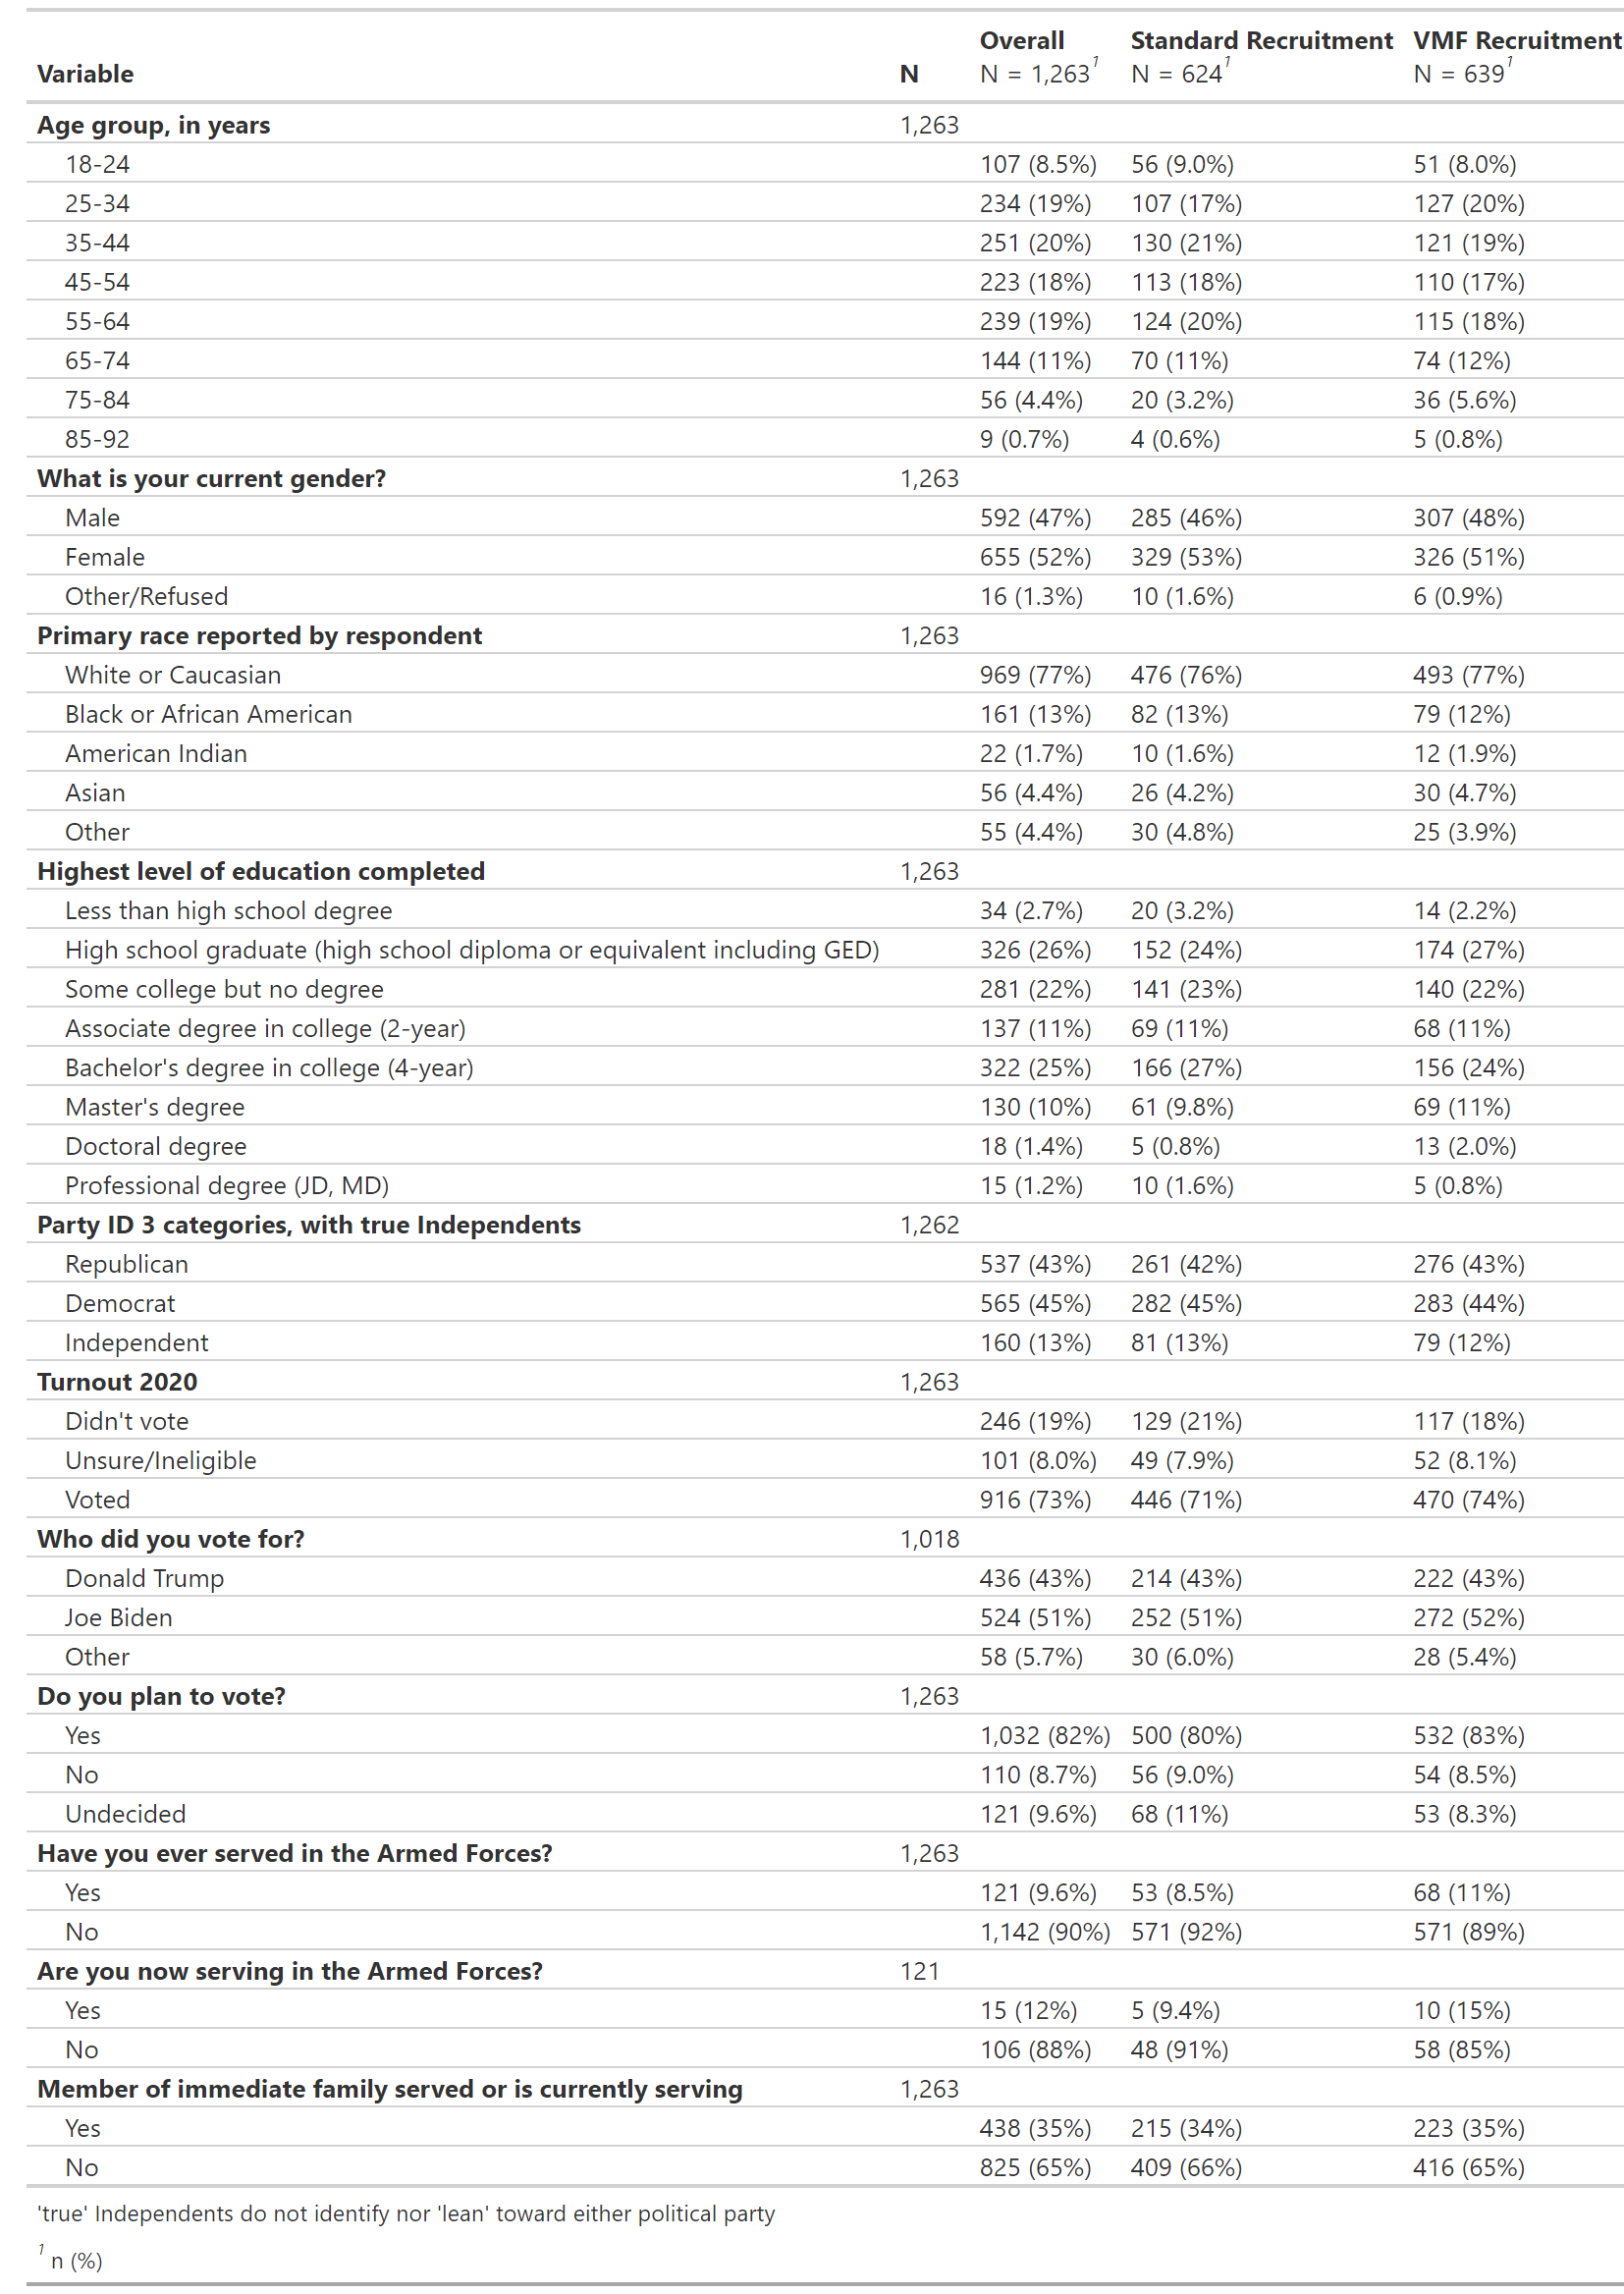 Overall Standard Recruitment VMF Recruitment
Variable N N = 1,263¹ N = 624¹ N = 639¹
Age group, in years 1,263
18-24 107 (8.5%) 56 (9.0%) 51 (8.0%)
25-34 234 (19%) 107 (17%) 127 (20%)
35-44 251 (20%) 130 (21%) 121 (19%)
45-54 223 (18%) 113 (18%) 110 (17%)
55-64 239 (19%) 124 (20%) 115 (18%)
65-74 144 (11%) 70 (11%) 74 (12%)
75-84 56 (4.4%) 20 (3.2%) 36 (5.6%)
85-92 9 (0.7%) 4 (0.6%) 5 (0.8%)
What is your current gender? 1,263
Male 592 (47%) 285 (46%) 307 (48%)
Female 655 (52%) 329 (53%) 326 (51%)
Other/Refused 16 (1.3%) 10 (1.6%) 6 (0.9%)
Primary race reported by respondent 1,263
White or Caucasian 969 (77%) 476 (76%) 493 (77%)
Black or African American 161 (13%) 82 (13%) 79 (12%)
American Indian 22 (1.7%) 10 (1.6%) 12 (1.9%)
Asian 56 (4.4%) 26 (4.2%) 30 (4.7%)
Other 55 (4.4%) 30 (4.8%) 25 (3.9%)
Highest level of education completed 1,263
Less than high school degree 34 (2.7%) 20 (3.2%) 14 (2.2%)
High school graduate (high school diploma or equivalent including GED) 326 (26%) 152 (24%) 174 (27%)
Some college but no degree 281 (22%) 141 (23%) 140 (22%)
Associate degree in college (2-year) 137 (11%) 69 (11%) 68 (11%)
Bachelor's degree in college (4-year) 322 (25%) 166 (27%) 156 (24%)
Master's degree 130 (10%) 61 (9.8%) 69 (11%)
Doctoral degree 18 (1.4%) 5 (0.8%) 13 (2.0%)
Professional degree (JD, MD) 15 (1.2%) 10 (1.6%) 5 (0.8%)
Party ID 3 categories, with true Independents 1,262
Republican 537 (43%) 261 (42%) 276 (43%)
Democrat 565 (45%) 282 (45%) 283 (44%)
Independent 160 (13%) 81 (13%) 79 (12%)
Turnout 2020 1,263
Didn't vote 246 (19%) 129 (21%) 117 (18%)
Unsure/Ineligible 101 (8.0%) 49 (7.9%) 52 (8.1%)
Voted 916 (73%) 446 (71%) 470 (74%)
Who did you vote for? 1,018
Donald Trump 436 (43%) 214 (43%) 222 (43%)
Joe Biden 524 (51%) 252 (51%) 272 (52%)
Other 58 (5.7%) 30 (6.0%) 28 (5.4%)
Do you plan to vote? 1,263
Yes 1,032 (82%) 500 (80%) 532 (83%)
No 110 (8.7%) 56 (9.0%) 54 (8.5%)
Undecided 121 (9.6%) 68 (11%) 53 (8.3%)
Have you ever served in the Armed Forces? 1,263
Yes 121 (9.6%) 53 (8.5%) 68 (11%)
No 1,142 (90%) 571 (92%) 571 (89%)
Are you now serving in the Armed Forces? 121
Yes 15 (12%) 5 (9.4%) 10 (15%)
No 106 (88%) 48 (91%) 58 (85%)
Member of immediate family served or is currently serving 1,263
Yes 438 (35%) 215 (34%) 223 (35%)
No 825 (65%) 409 (66%) 416 (65%)
'true' Independents do not identify nor 'lean' toward either political party
¹ n (%)